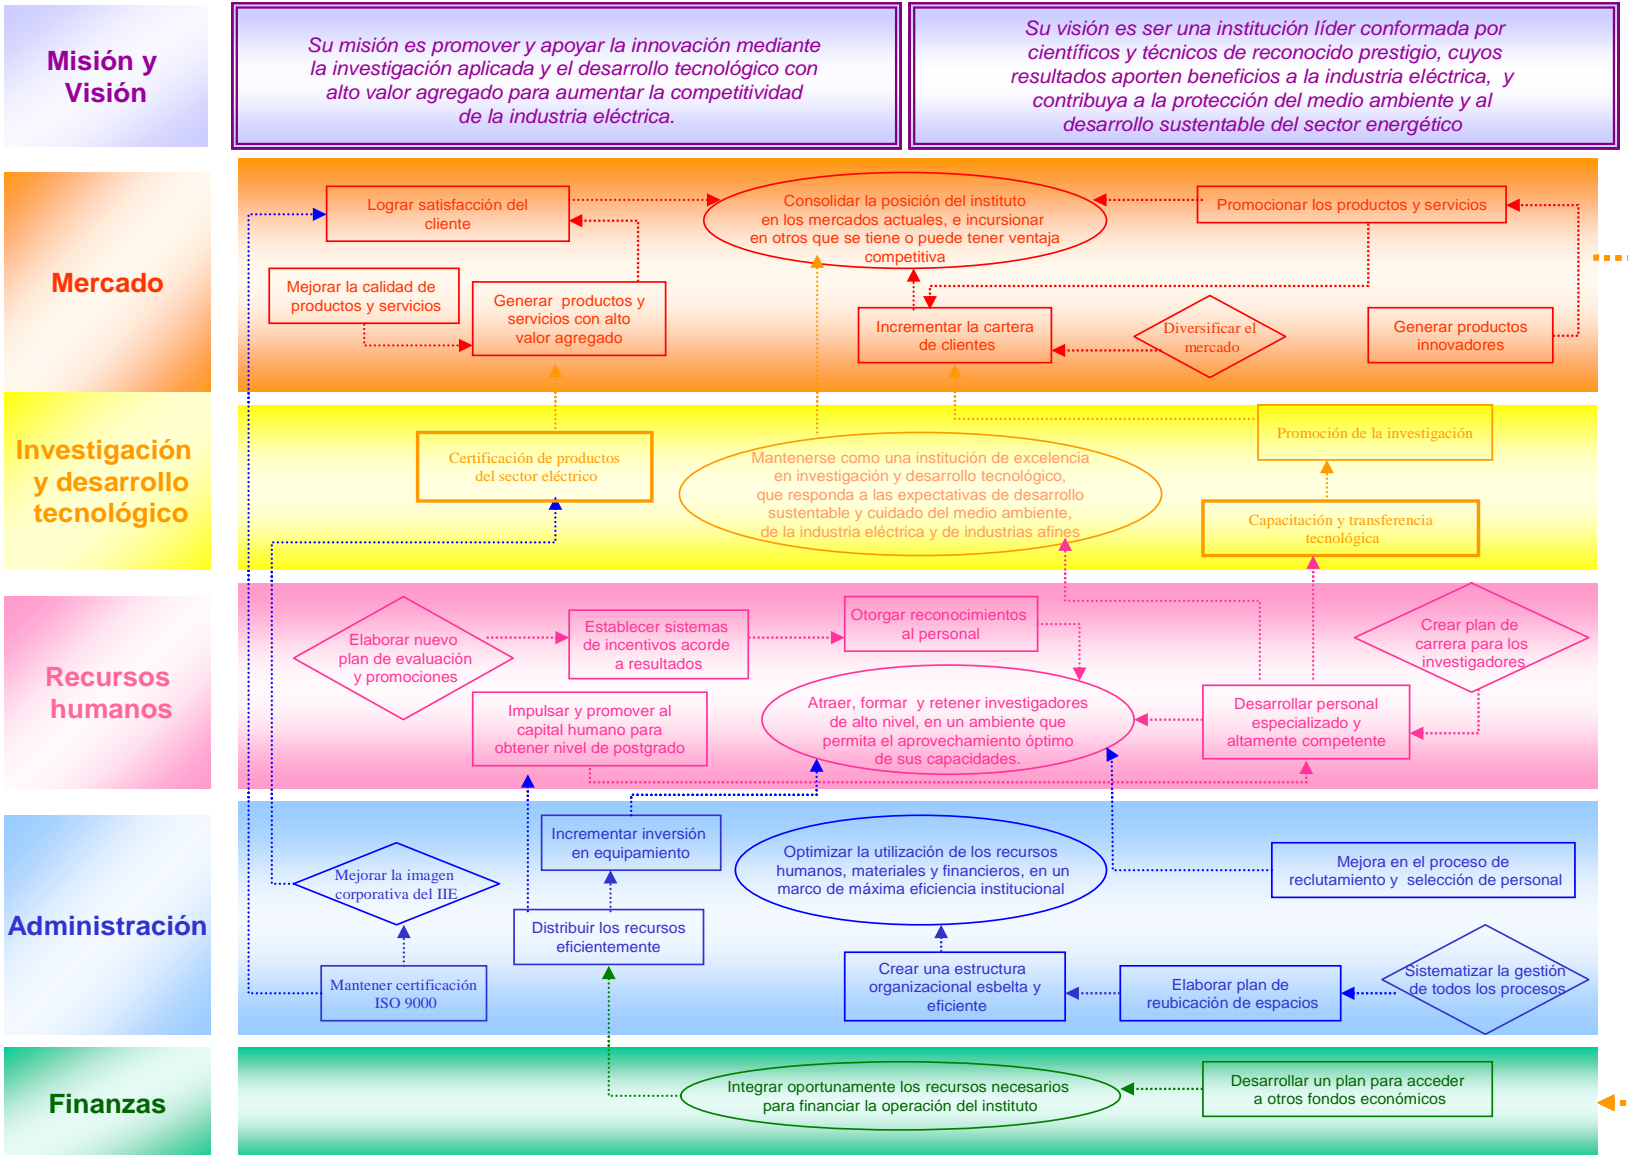 Misión y
Visión
Su misión es promover y apoyar la innovación mediante
la investigación aplicada y el desarrollo tecnológico con
alto valor agregado para aumentar la competitividad
de la industria eléctrica.
Su visión es ser una institución líder conformada por
científicos y técnicos de reconocido prestigio, cuyos
resultados aporten beneficios a la industria eléctrica, y
contribuya a la protección del medio ambiente y al
desarrollo sustentable del sector energético
Mercado
Lograr satisfacción del
cliente
Consolidar la posición del instituto
en los mercados actuales, e incursionar
en otros que se tiene o puede tener ventaja
competitiva
Promocionar los productos y servicios
Mejorar la calidad de
productos y servicios
Generar productos y
servicios con alto
valor agregado
Incrementar la cartera
de clientes
Diversificar el
mercado
Generar productos
innovadores
Investigación
y desarrollo
tecnológico
Certificación de productos
del sector eléctrico
Mantenerse como una institución de excelencia
en investigación y desarrollo tecnológico,
que responda a las expectativas de desarrollo
sustentable y cuidado del medio ambiente,
de la industria eléctrica y de industrias afines
Promoción de la investigación
Capacitación y transferencia
tecnológica
Recursos
humanos
Elaborar nuevo
plan de evaluación
y promociones
Establecer sistemas
de incentivos acorde
a resultados
Otorgar reconocimientos
al personal
Crear plan de
carrera para los
investigadores
Impulsar y promover al
capital humano para
obtener nivel de postgrado
Atraer, formar y retener investigadores
de alto nivel, en un ambiente que
permita el aprovechamiento óptimo
de sus capacidades.
Desarrollar personal
especializado y
altamente competente
Administración
Mejorar la imagen
corporativa del IIE
Incrementar inversión
en equipamiento
Optimizar la utilización de los recursos
humanos, materiales y financieros, en un
marco de máxima eficiencia institucional
Mejora en el proceso de
reclutamiento y selección de personal
Distribuir los recursos
eficientemente
Mantener certificación
ISO 9000
Crear una estructura
organizacional esbelta y
eficiente
Elaborar plan de
reubicación de espacios
Sistematizar la gestión
de todos los procesos
Finanzas
Integrar oportunamente los recursos necesarios
para financiar la operación del instituto
Desarrollar un plan para acceder
a otros fondos económicos